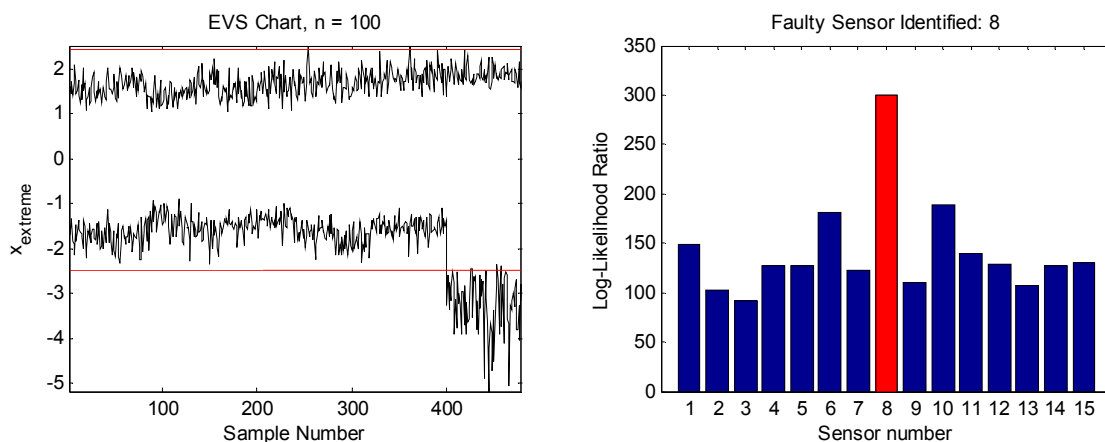 EVS Chart, n = 100
x_extreme
2
1
0
-1
-2
-3
-4
-5
100 200 300 400
Sample Number
Faulty Sensor Identified: 8
Log-Likelihood Ratio
350
300
250
200
150
100
50
0
1 2 3 4 5 6 7 8 9 10 11 12 13 14 15
Sensor number